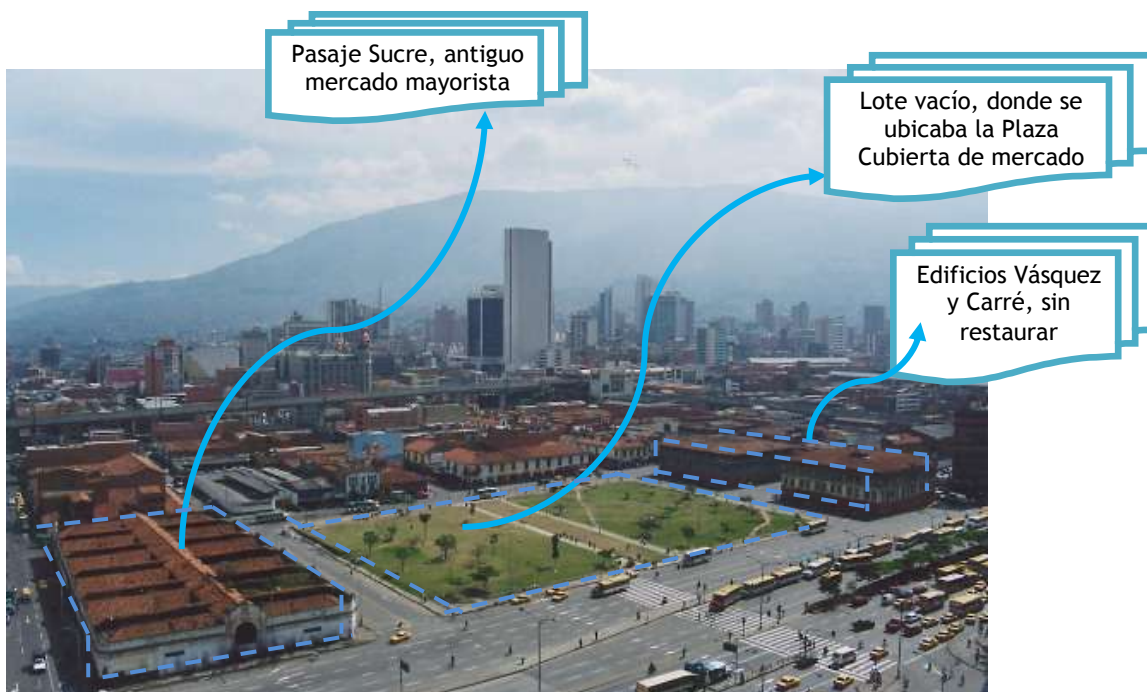 Pasaje Sucre, antiguo
mercado mayorista
Lote vacío, donde se
ubicaba la Plaza
Cubierta de mercado
Edificios Vásquez
y Carré, sin
restaurar